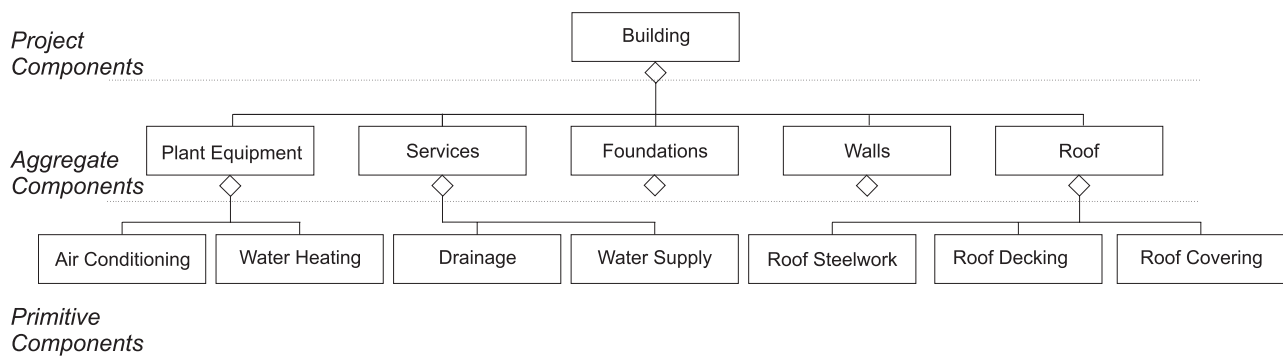 Project
Components
Building
Aggregate
Components
Plant Equipment
Services
Foundations
Walls
Roof
Air Conditioning
Water Heating
Drainage
Water Supply
Roof Steelwork
Roof Decking
Roof Covering
Primitive
Components